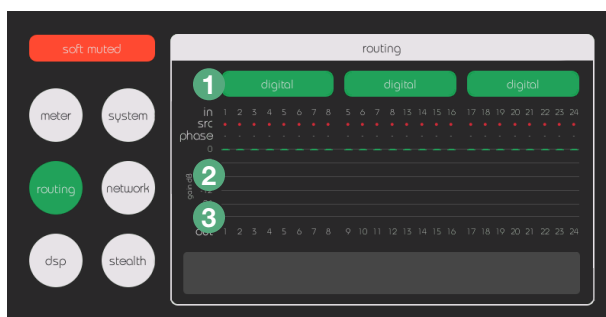 soft muted
routing
1 digital digital digital
meter system
in 1 2 3 4 5 6 7 8 5 6 7 8 13 14 15 16 17 18 19 20 21 22 23 24
src
phase
0
2
routing network
gain dB
3
out 1 2 3 4 5 6 7 8 9 10 11 12 13 14 15 16 17 18 19 20 21 22 23 24
dsp stealth